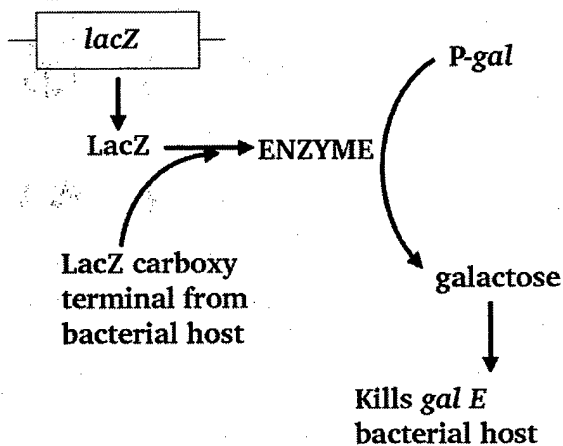 lacZ
P-gal
LacZ
ENZYME
LacZ carboxy
terminal from
bacterial host
galactose
Kills gal E
bacterial host